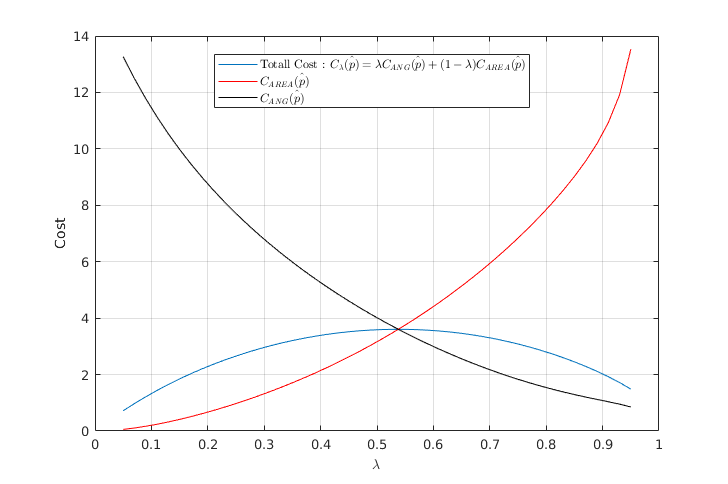 Totall Cost : C_λ(p̂) = λC_ANG(p̂) + (1 − λ)C_AREA(p̂)
C_AREA(p̂)
C_ANG(p̂)
14
12
10
8
6
4
2
0
Cost
0 0.1 0.2 0.3 0.4 0.5 0.6 0.7 0.8 0.9 1
λ